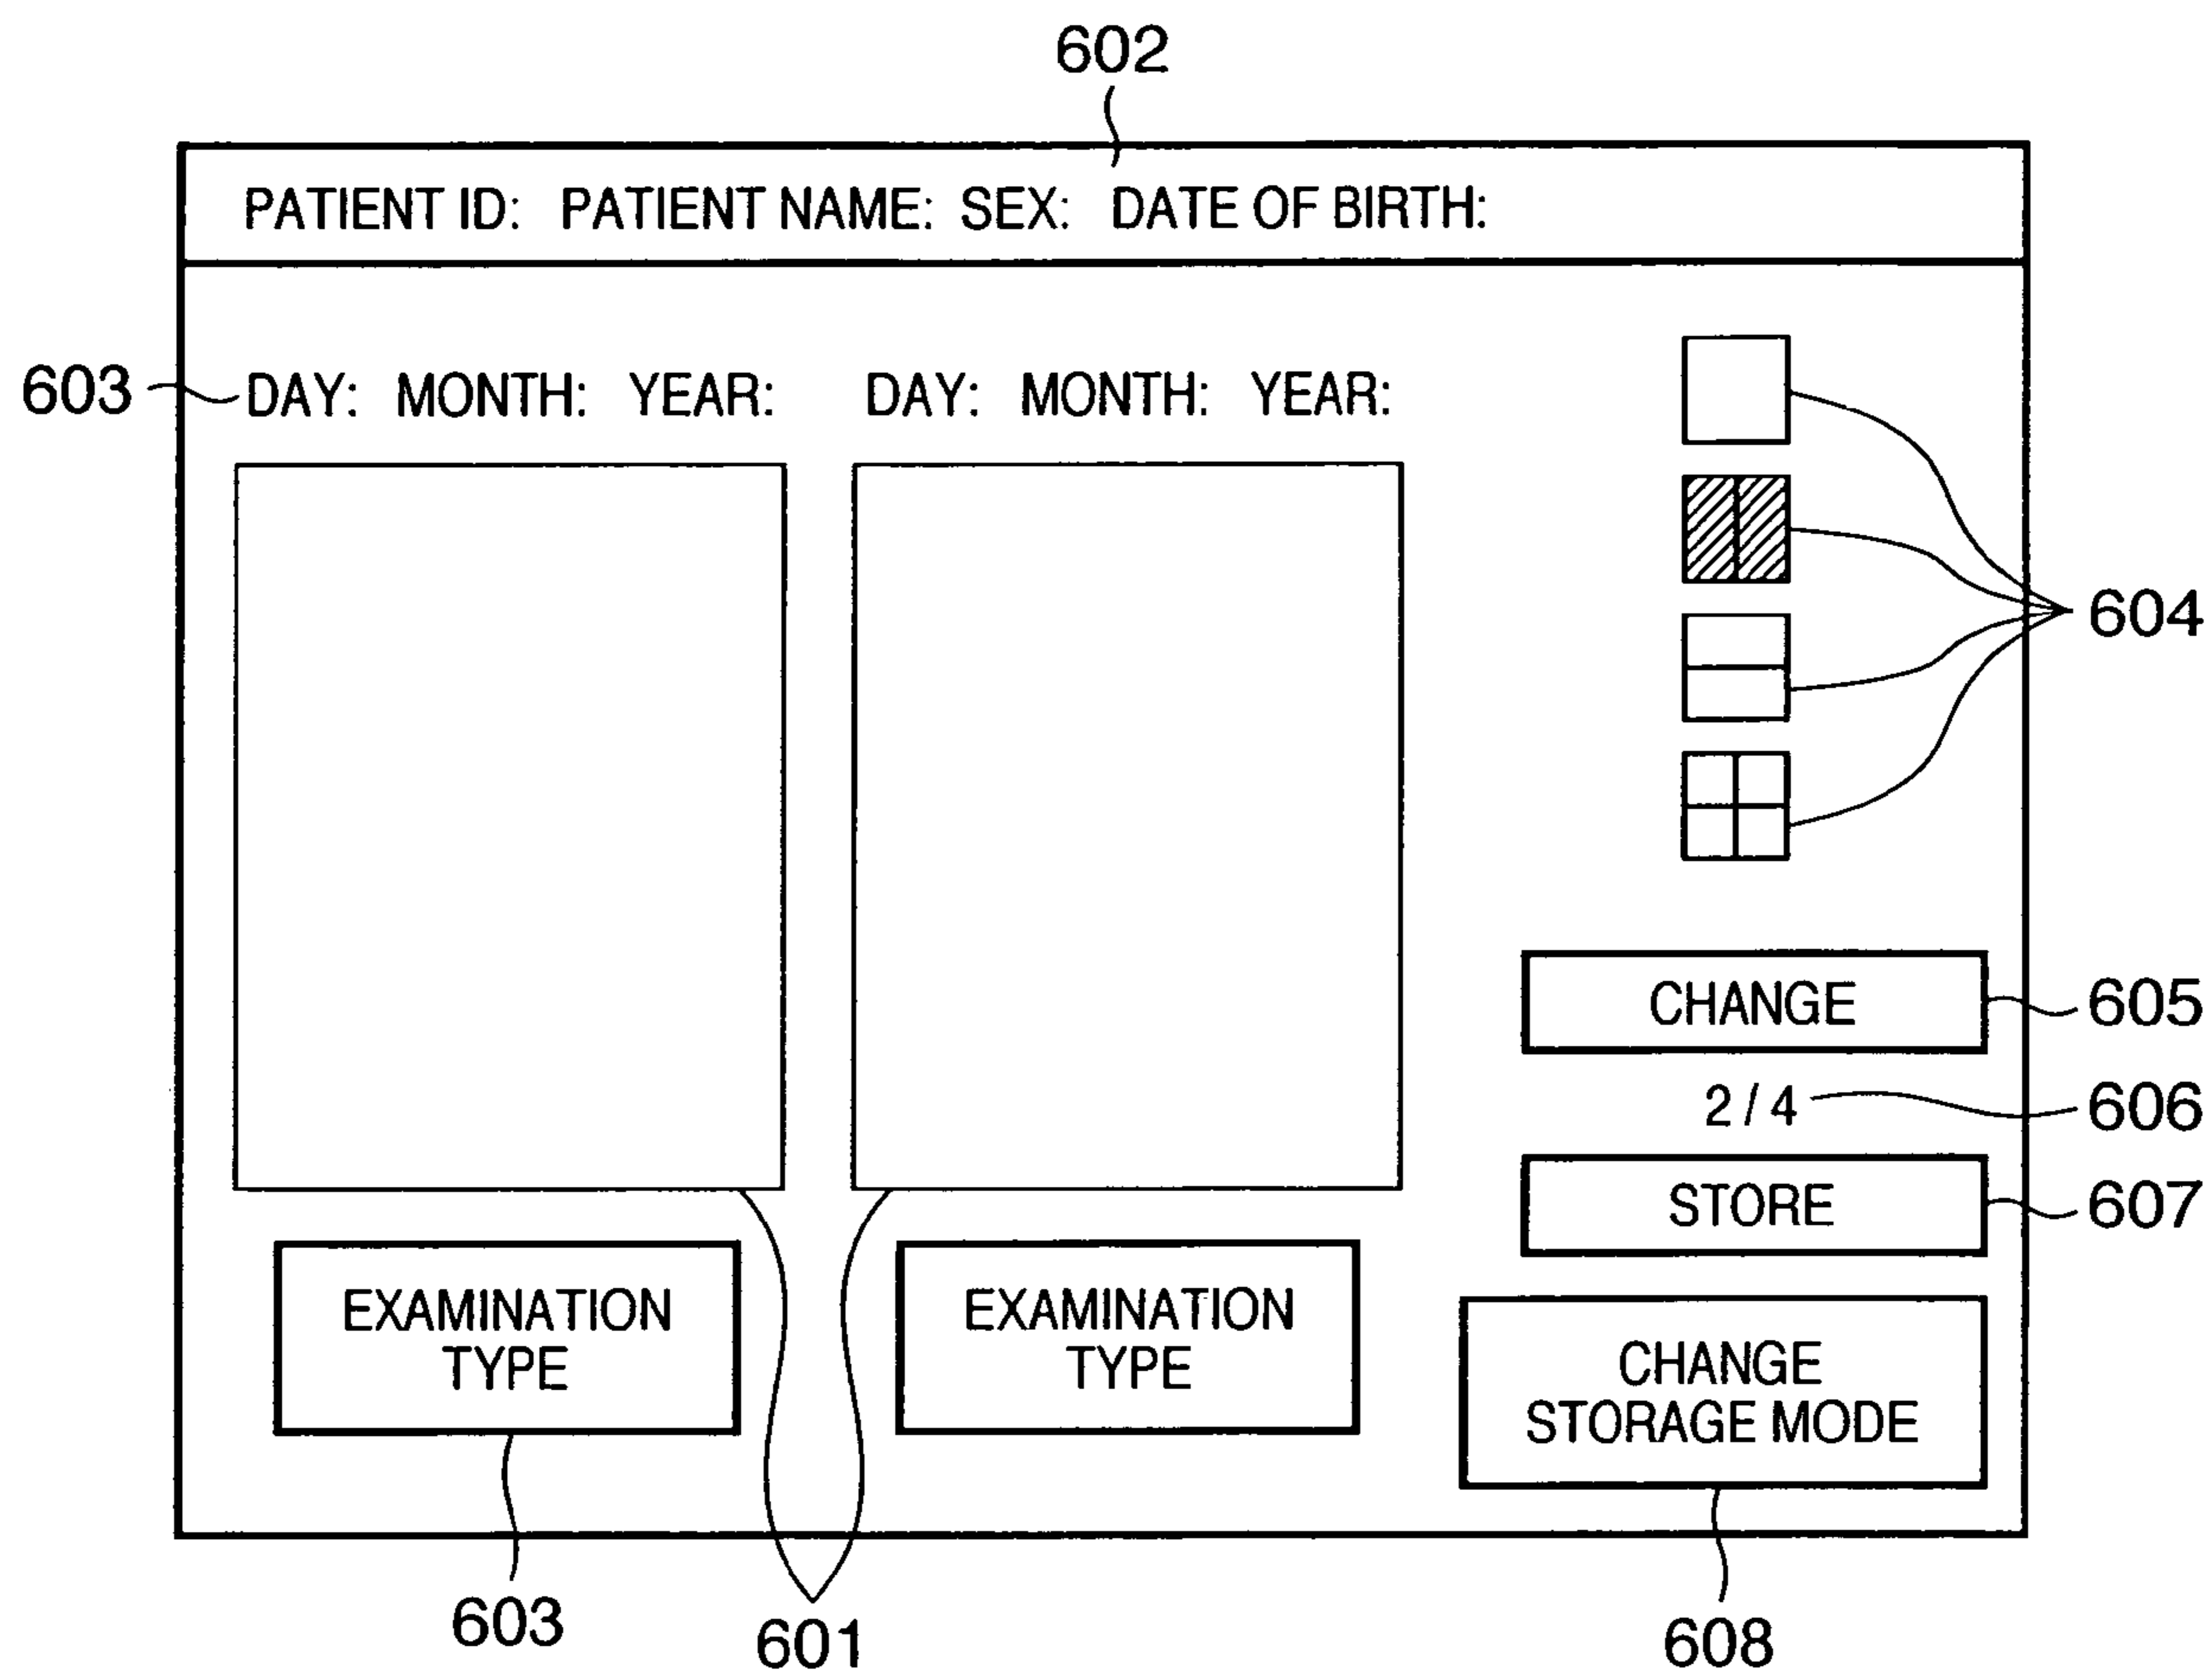 602
PATIENT ID: PATIENT NAME: SEX: DATE OF BIRTH:
603
DAY: MONTH: YEAR:
DAY: MONTH: YEAR:
604
CHANGE
605
2 / 4
606
STORE
607
EXAMINATION
TYPE
EXAMINATION
TYPE
CHANGE
STORAGE MODE
603
601
608